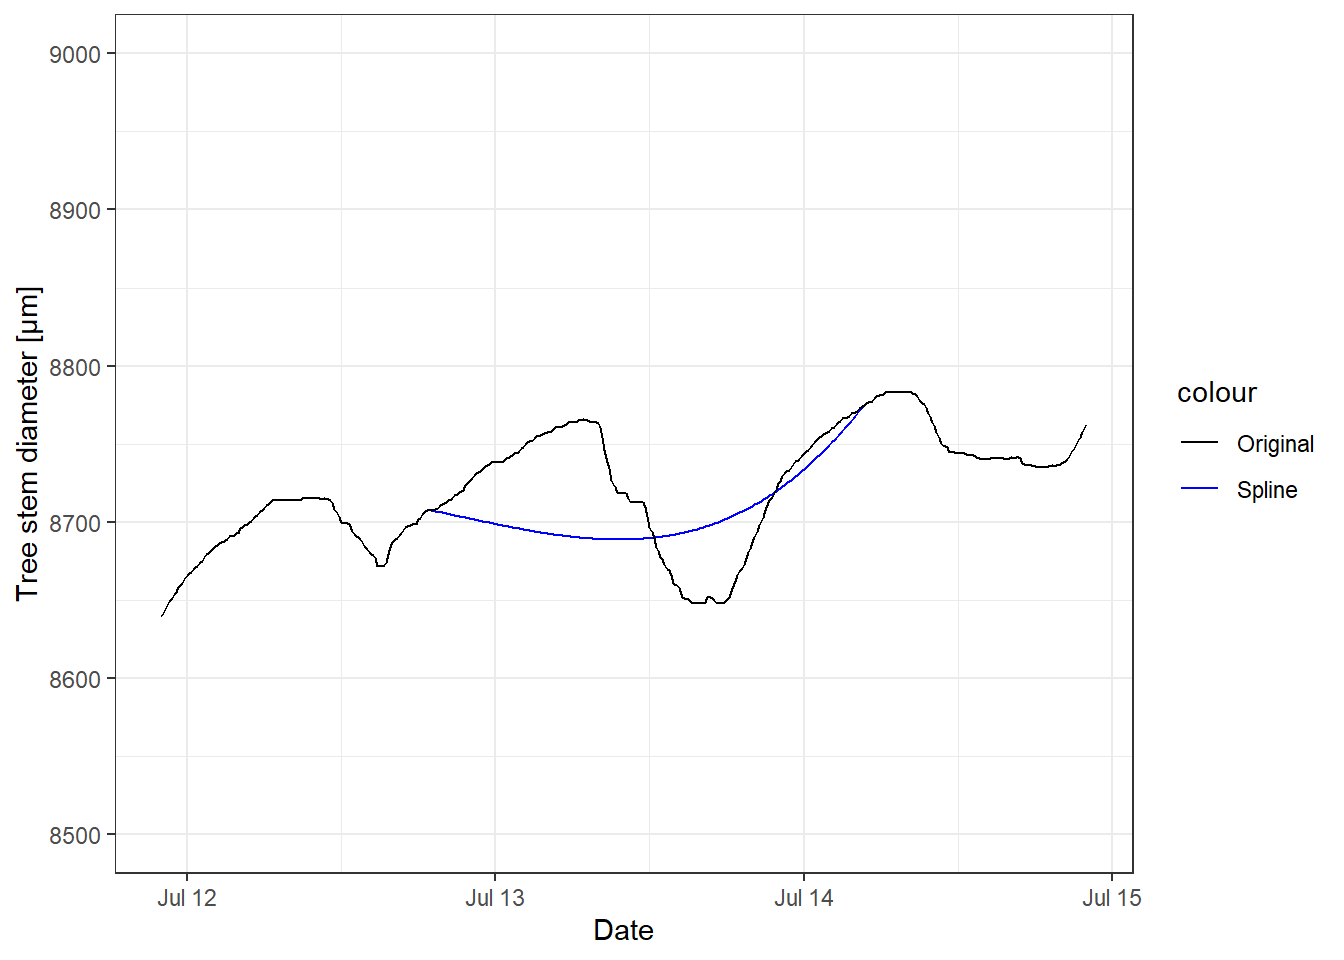 9000
8900
8800
8700
8600
8500
Tree stem diameter [µm]
Jul 12
Jul 13
Jul 14
Jul 15
Date
colour
Original
Spline